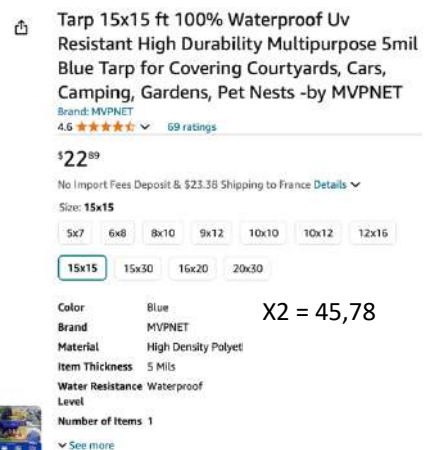 Tarp 15x15 ft 100% Waterproof Uv
Resistant High Durability Multipurpose 5mil
Blue Tarp for Covering Courtyards, Cars,
Camping, Gardens, Pet Nests -by MVPNET
Brand: MVPNET
4.6 69 ratings
$2289
No Import Fees Deposit & $23.38 Shipping to France Details
Size: 15x15
5x7 6x8 8x10 9x12 10x10 10x12 12x16
15x15 15x30 16x20 20x30
Color Blue
X2 = 45,78
Brand MVPNET
Material High Density Polyet
Item Thickness 5 Mils
Water Resistance Waterproof
Level
Number of Items 1
See more